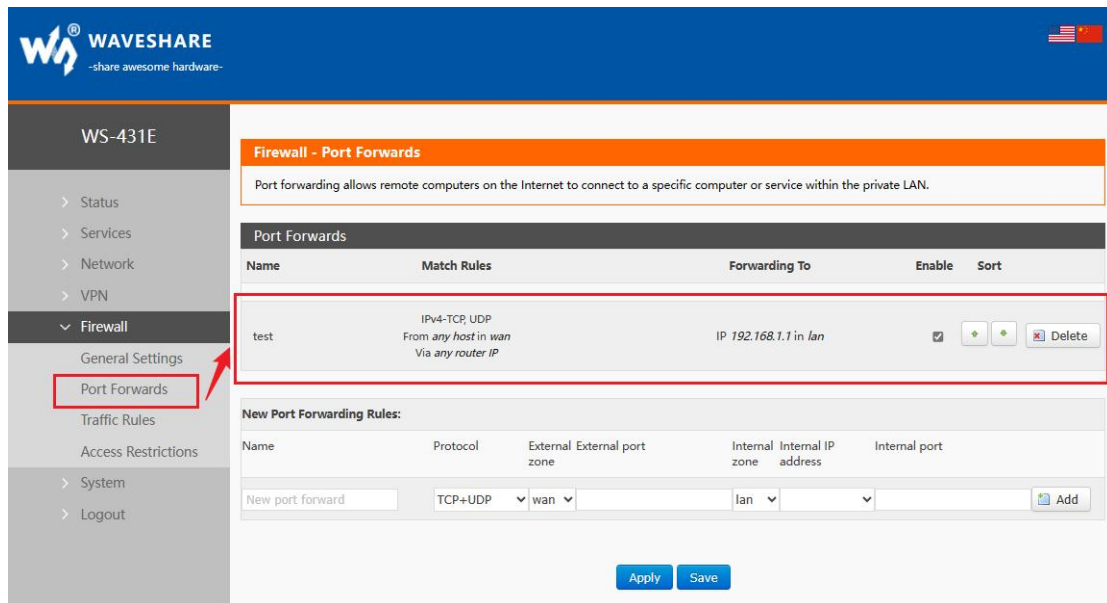 WAVESHARE
-share awesome hardware-
WS-431E
Status
Services
Network
VPN
Firewall
General Settings
Port Forwards
Traffic Rules
Access Restrictions
System
Logout
Firewall - Port Forwards
Port forwarding allows remote computers on the Internet to connect to a specific computer or service within the private LAN.
Port Forwards
Name Match Rules Forwarding To Enable Sort
IPv4-TCP, UDP
test From any host in wan IP 192.168.1.1 in lan Delete
Via any router IP
New Port Forwarding Rules:
Name Protocol External zone External port Internal zone Internal IP address Internal port
New port forward TCP+UDP wan lan Add
Apply Save